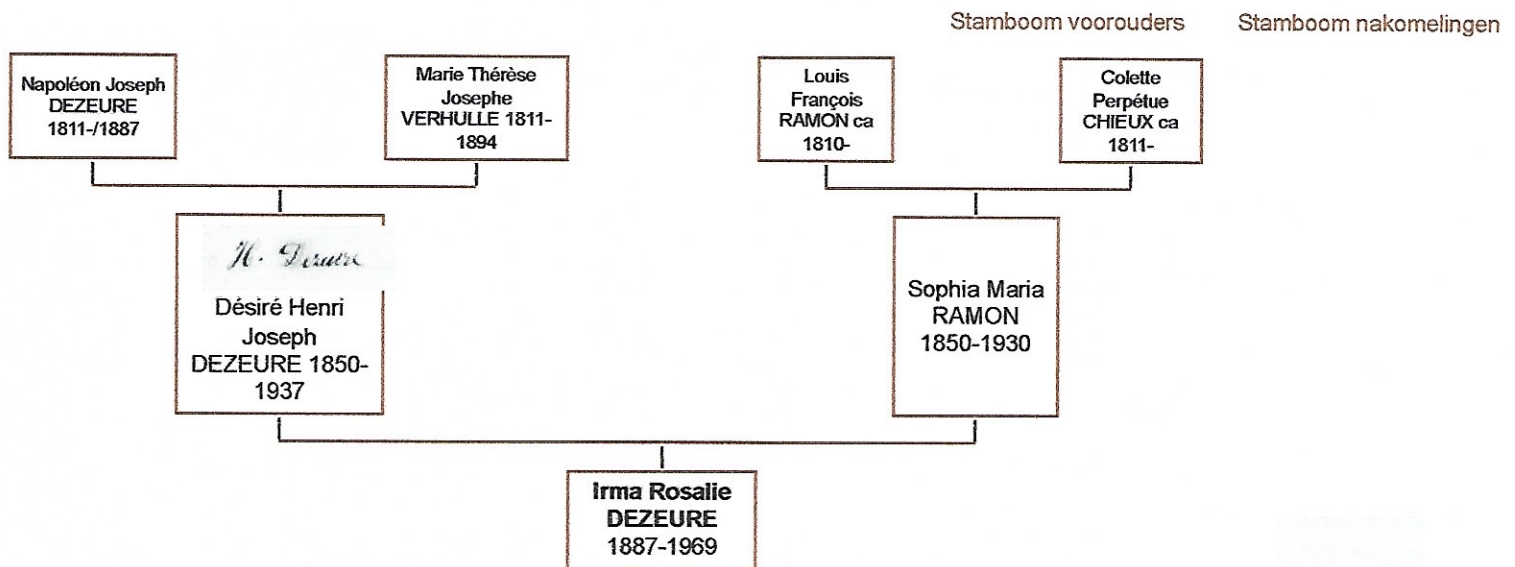 Stamboom voorouders
Stamboom nakomelingen
Napoléon Joseph
DEZEURE
1811-/1887
Marie Thérèse
Josephe
VERHULLE 1811-
1894
Louis
François
RAMON ca
1810-
Colette
Perpétue
CHIEUX ca
1811-
H. Dezeure
Désiré Henri
Joseph
DEZEURE 1850-
1937
Sophia Maria
RAMON
1850-1930
Irma Rosalie
DEZEURE
1887-1969